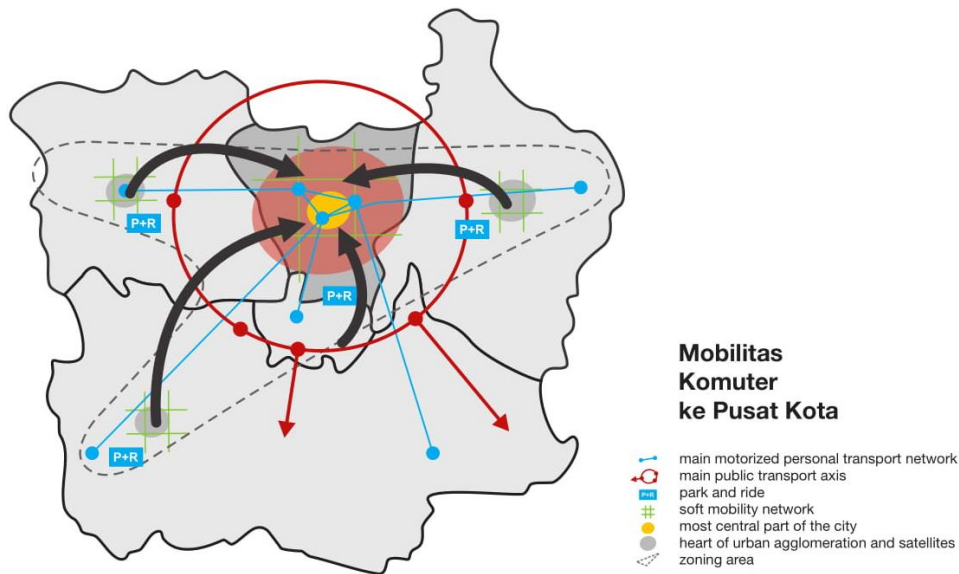 P+R
P+R
P+R
P+R
Mobilitas
Komuter
ke Pusat Kota
main motorized personal transport network
main public transport axis
P+R
park and ride
soft mobility network
most central part of the city
heart of urban agglomeration and satellites
zoning area